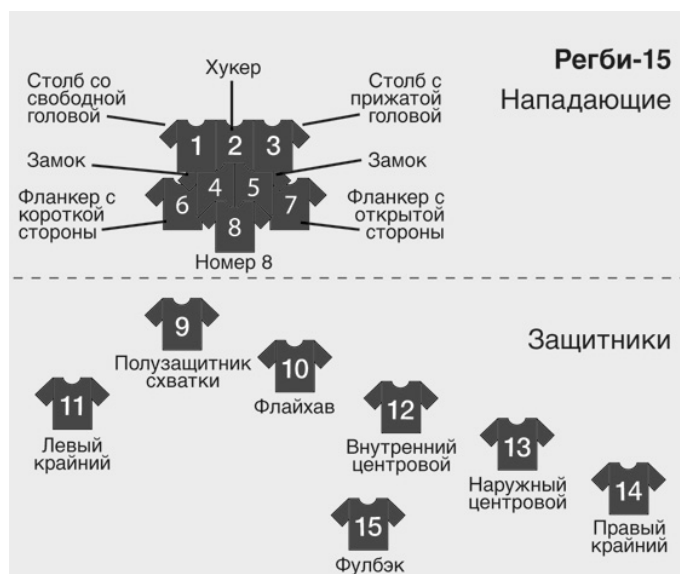 Регби-15
Нападающие
Хукер
Столб со
свободной
головой
Столб с
прижатой
головой
1 2 3
Замок
Замок
4 5
6 7
Фланкер с
короткой
стороны
Фланкер с
открытой
стороны
8
Номер 8
Защитники
9
Полузащитник
схватки
10
Флайхав
11
Левый
крайний
12
Внутренний
центровой
13
Наружный
центровой
14
Правый
крайний
15
Фулбэк